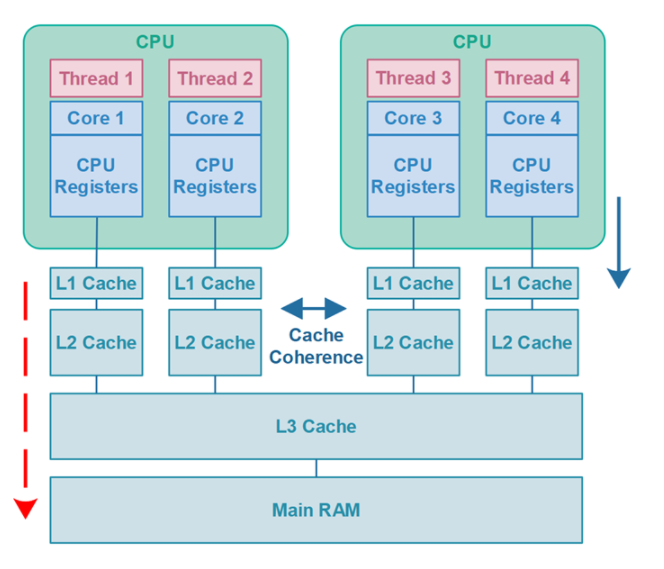 CPU
CPU
Thread 1
Thread 2
Thread 3
Thread 4
Core 1
Core 2
Core 3
Core 4
CPU
Registers
CPU
Registers
CPU
Registers
CPU
Registers
L1 Cache
L1 Cache
L1 Cache
L1 Cache
L2 Cache
L2 Cache
Cache
Coherence
L2 Cache
L2 Cache
L3 Cache
Main RAM